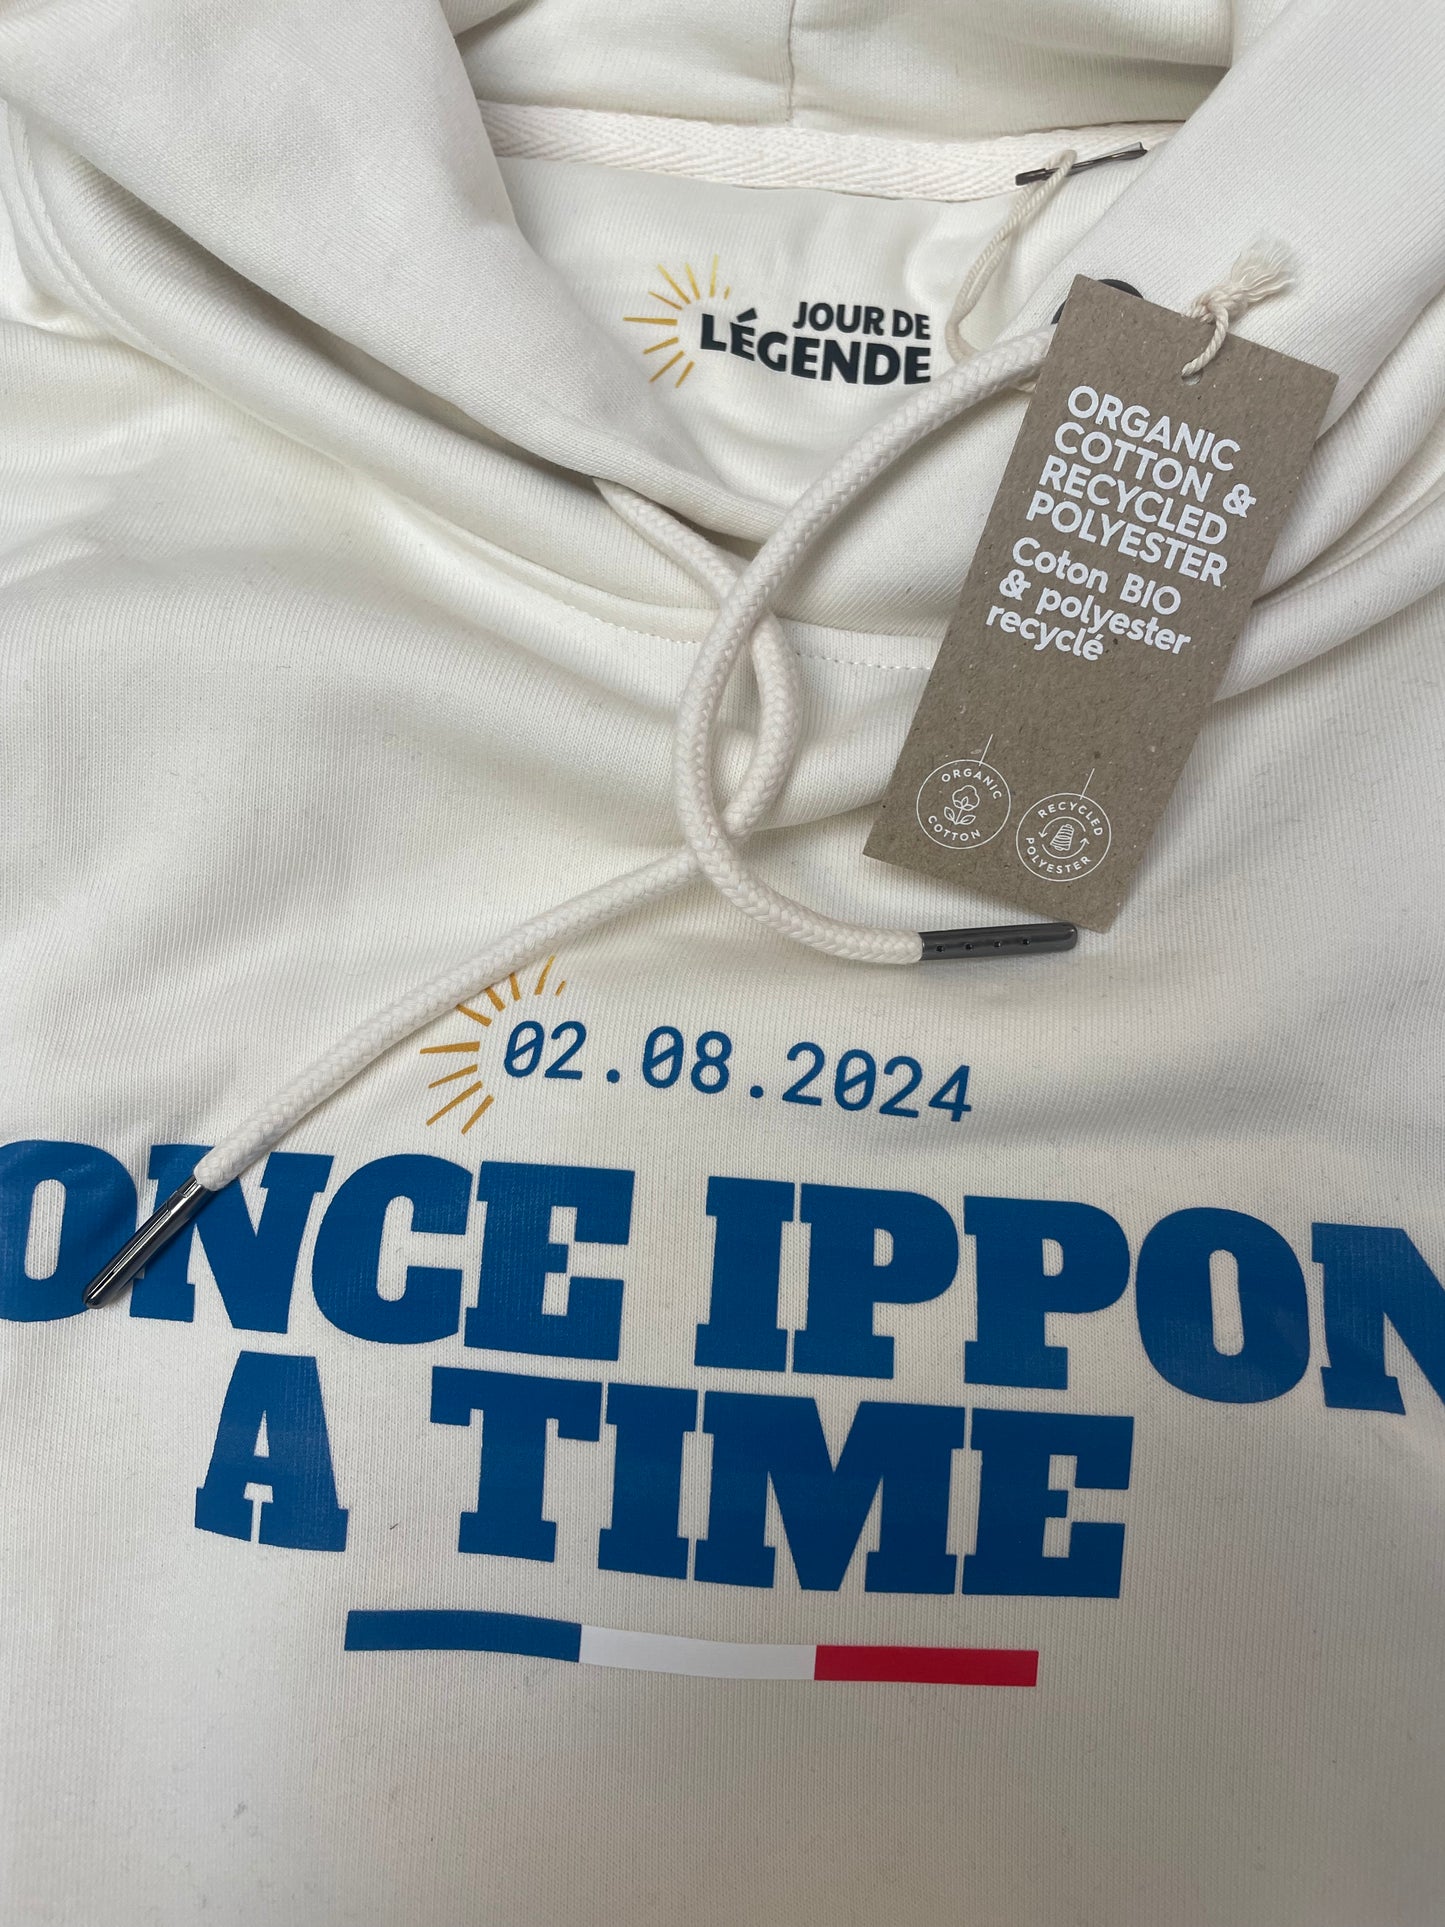 JOUR DE
LÉGENDE
ORGANIC
COTTON &
RECYCLED
POLYESTER
Coton BIO
& polyester
recyclé
ORGANIC
COTTON
RECYCLED
POLYESTER
02.08.2024
ONCE IPPON
A TIME